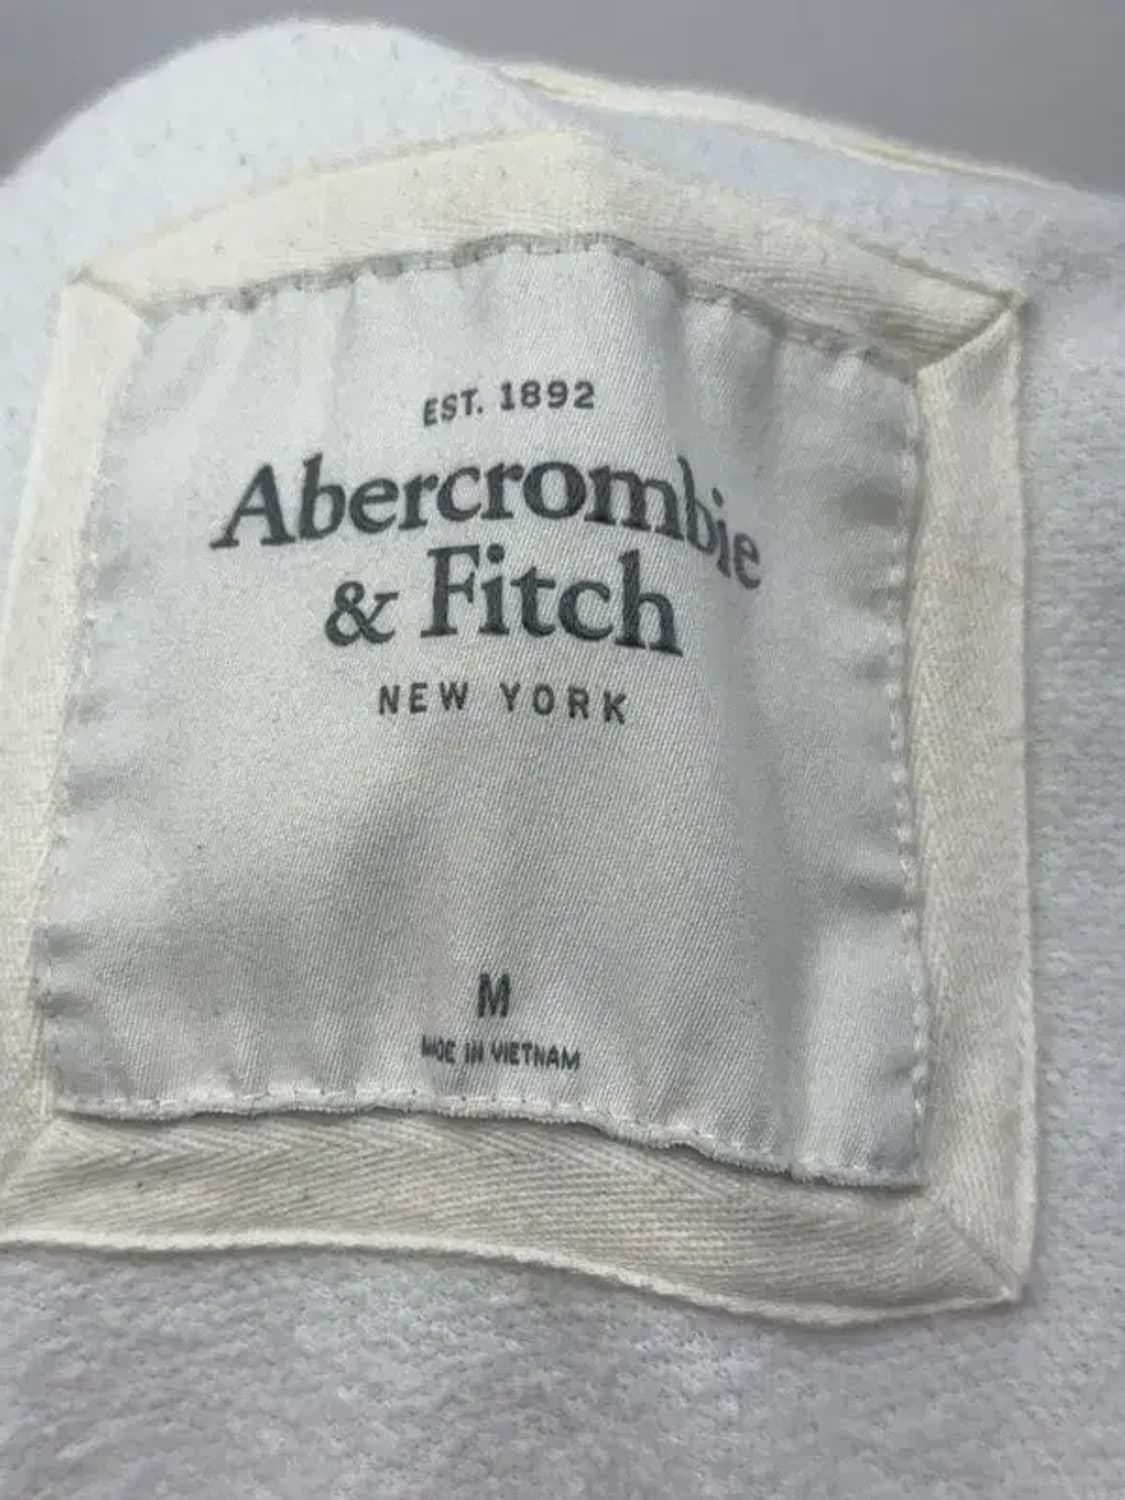 EST. 1892
Abercrombie
& Fitch
NEW YORK
M
MADE IN VIETNAM